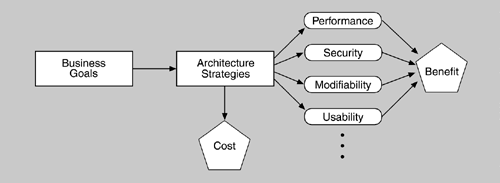 Business
Goals
Architecture
Strategies
Performance
Security
Modifiability
Usability
Benefit
Cost